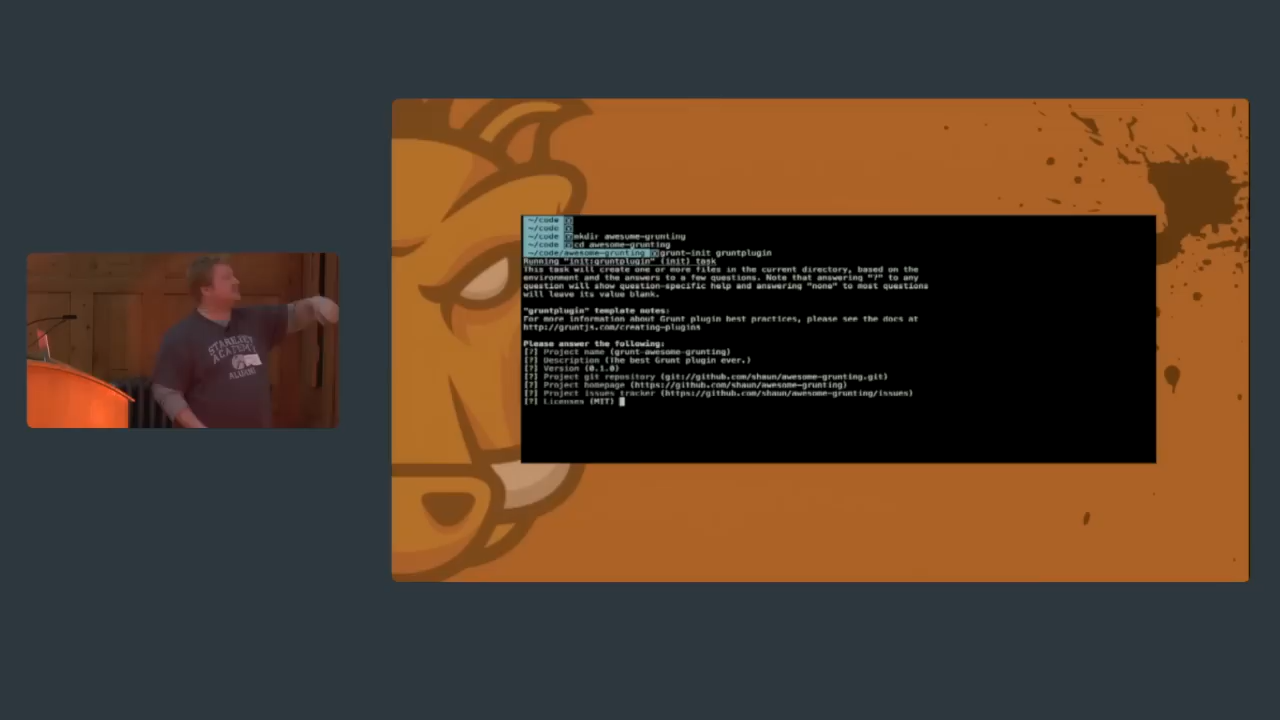 STARFLEET
ACADEMY
ALUMNI
~/code
~/code
~/code mkdir awesome-grunting
~/code cd awesome-grunting
~/code/awesome-grunting grunt-init gruntplugin
Running "init:gruntplugin" (init) task
This task will create one or more files in the current directory, based on the
environment and the answers to a few questions. Note that answering "?" to any
question will show question-specific help and answering "none" to most questions
will leave its value blank.
"gruntplugin" template notes:
For more information about Grunt plugin best practices, please see the docs at
http://gruntjs.com/creating-plugins
Please answer the following:
[?] Project name (grunt-awesome-grunting)
[?] Description (The best Grunt plugin ever.)
[?] Version (0.1.0)
[?] Project git repository (git://github.com/shaun/awesome-grunting.git)
[?] Project homepage (https://github.com/shaun/awesome-grunting)
[?] Project issues tracker (https://github.com/shaun/awesome-grunting/issues)
[?] Licenses (MIT)